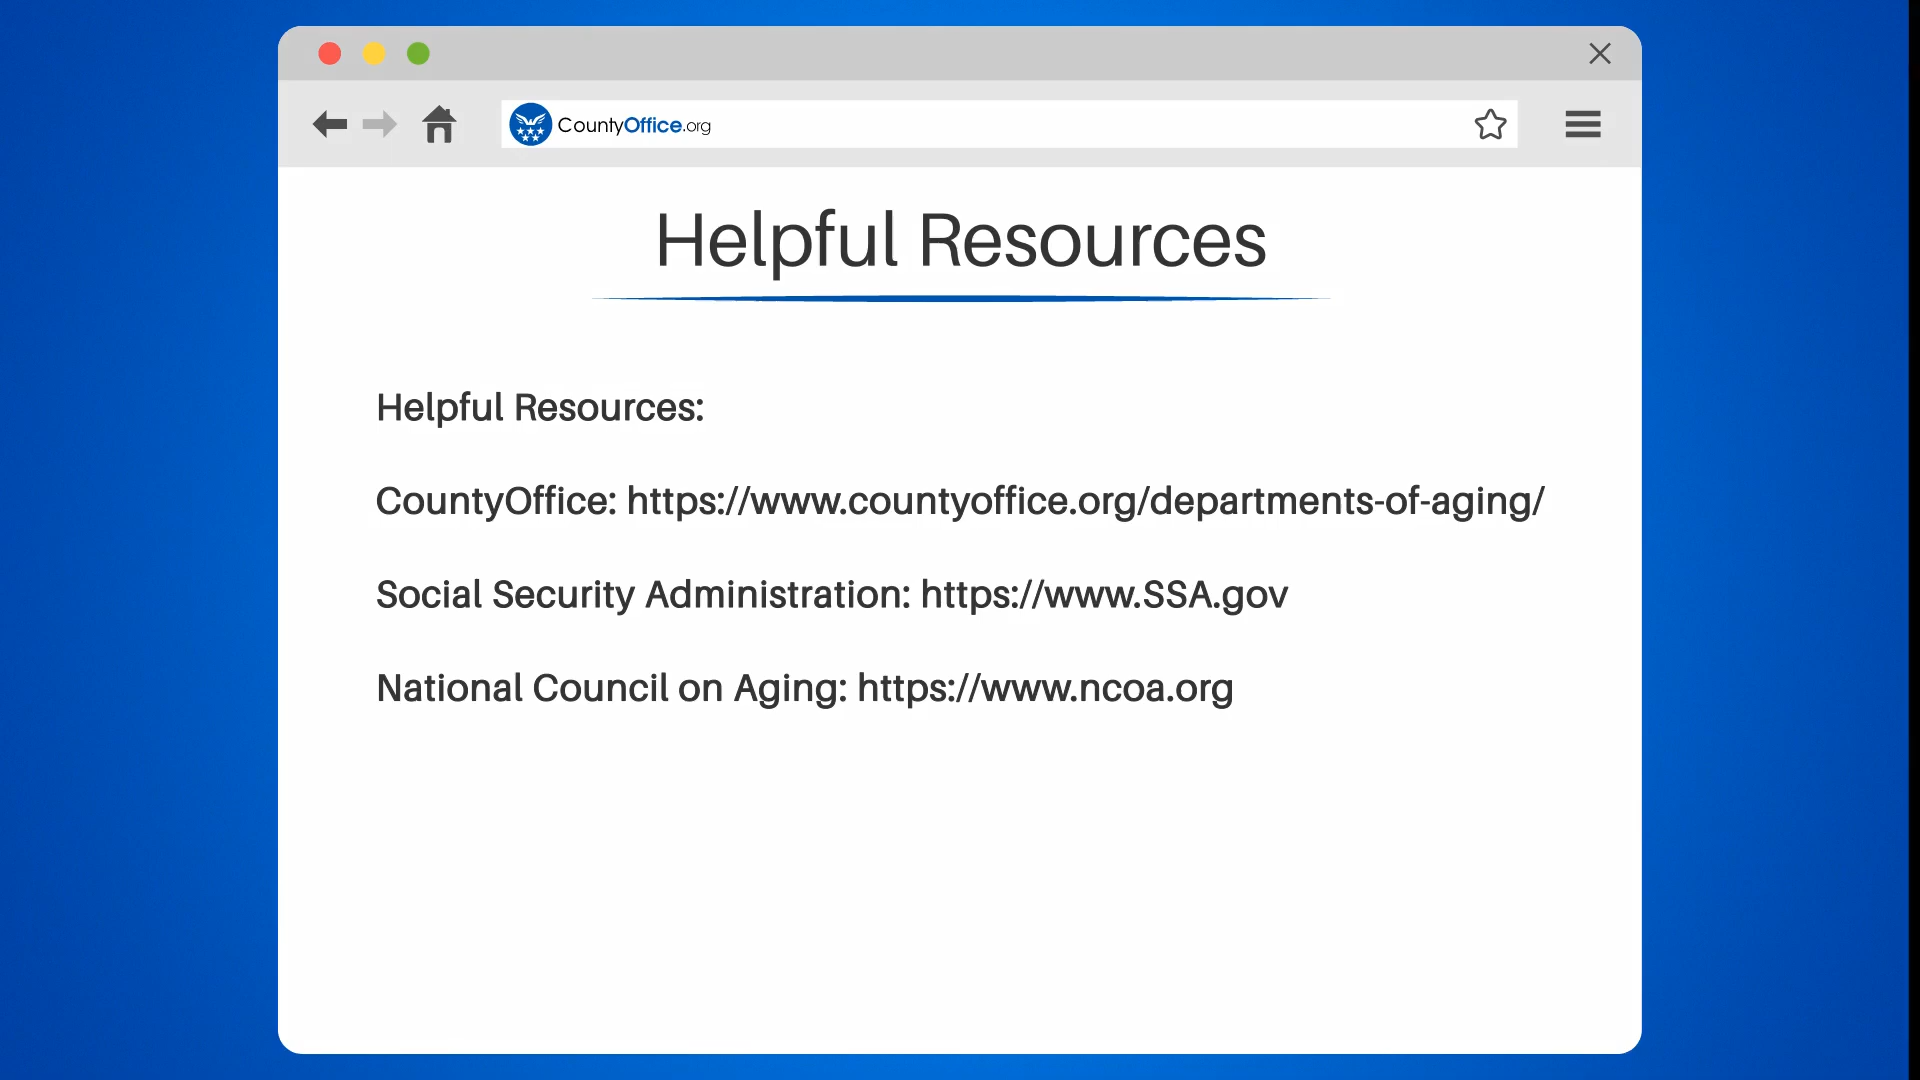 CountyOffice.org
Helpful Resources
Helpful Resources:
CountyOffice: https://www.countyoffice.org/departments-of-aging/
Social Security Administration: https://www.SSA.gov
National Council on Aging: https://www.ncoa.org